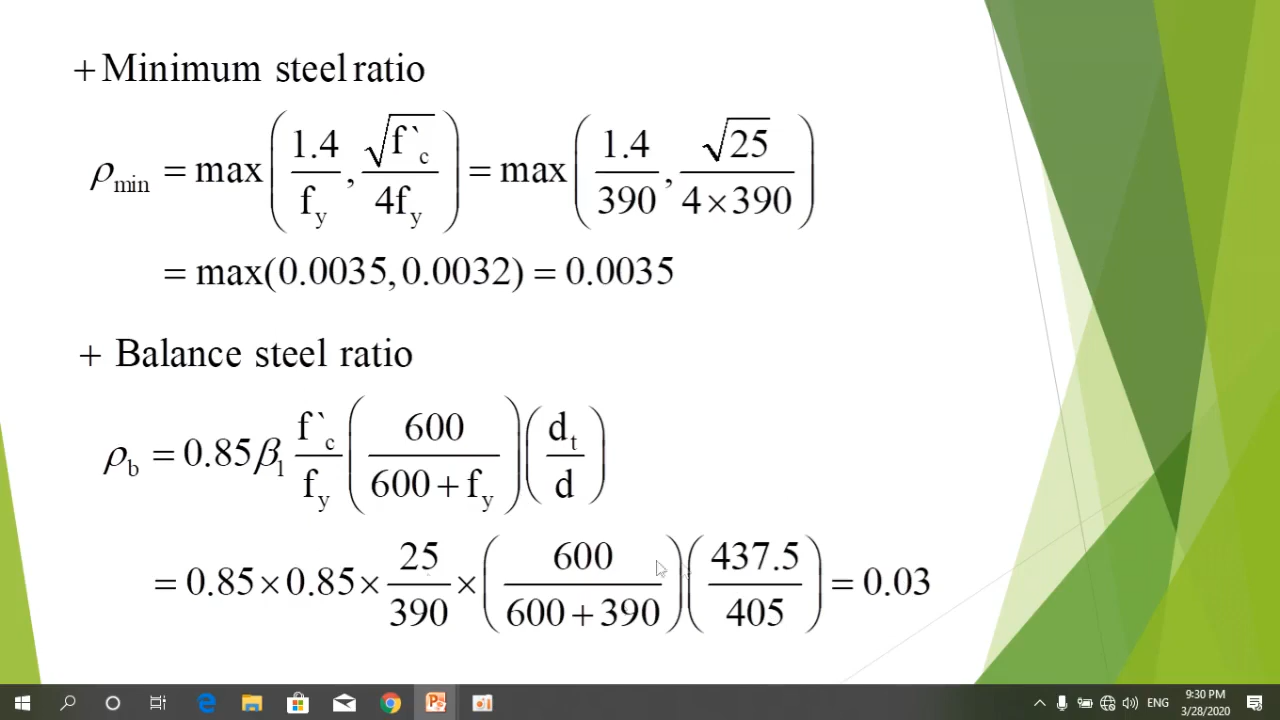 + Minimum steel ratio
ρmin = max(1.4/fy, √f`c/4fy) = max(1.4/390, √25/4×390)
= max(0.0035, 0.0032) = 0.0035
+ Balance steel ratio
ρb = 0.85β1 f`c/fy (600/600+fy)(dt/d)
= 0.85×0.85×25/390×(600/600+390)(437.5/405) = 0.03
ENG
9:30 PM
3/28/2020